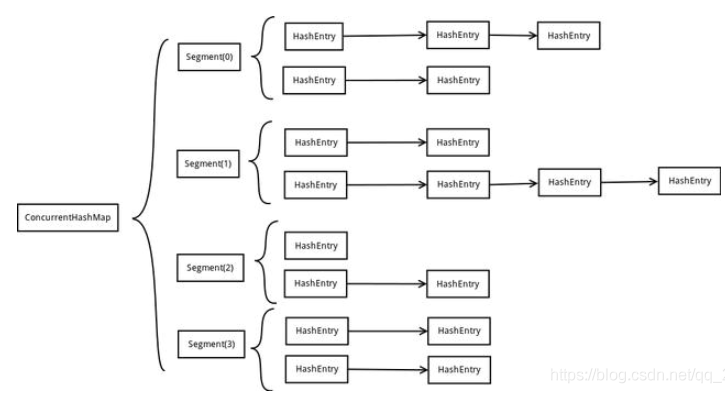 HashEntry
HashEntry
HashEntry
Segment(0)
HashEntry
HashEntry
HashEntry
HashEntry
Segment(1)
HashEntry
HashEntry
HashEntry
HashEntry
ConcurrentHashMap
HashEntry
Segment(2)
HashEntry
HashEntry
HashEntry
HashEntry
Segment(3)
HashEntry
HashEntry
https://blog.csdn.net/qq_